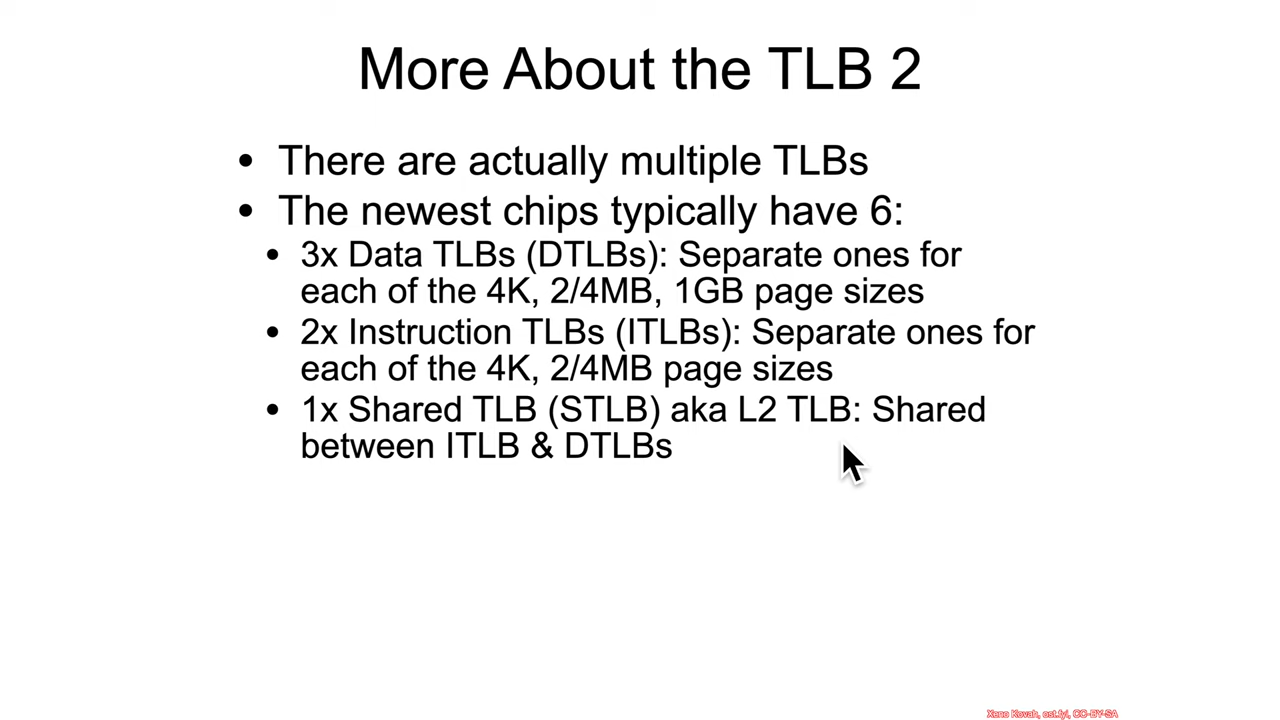 More About the TLB 2
• There are actually multiple TLBs
• The newest chips typically have 6:
• 3x Data TLBs (DTLBs): Separate ones for
each of the 4K, 2/4MB, 1GB page sizes
• 2x Instruction TLBs (ITLBs): Separate ones for
each of the 4K, 2/4MB page sizes
• 1x Shared TLB (STLB) aka L2 TLB: Shared
between ITLB & DTLBs
Xeno Kovah, ost.fyi, CC-BY-SA